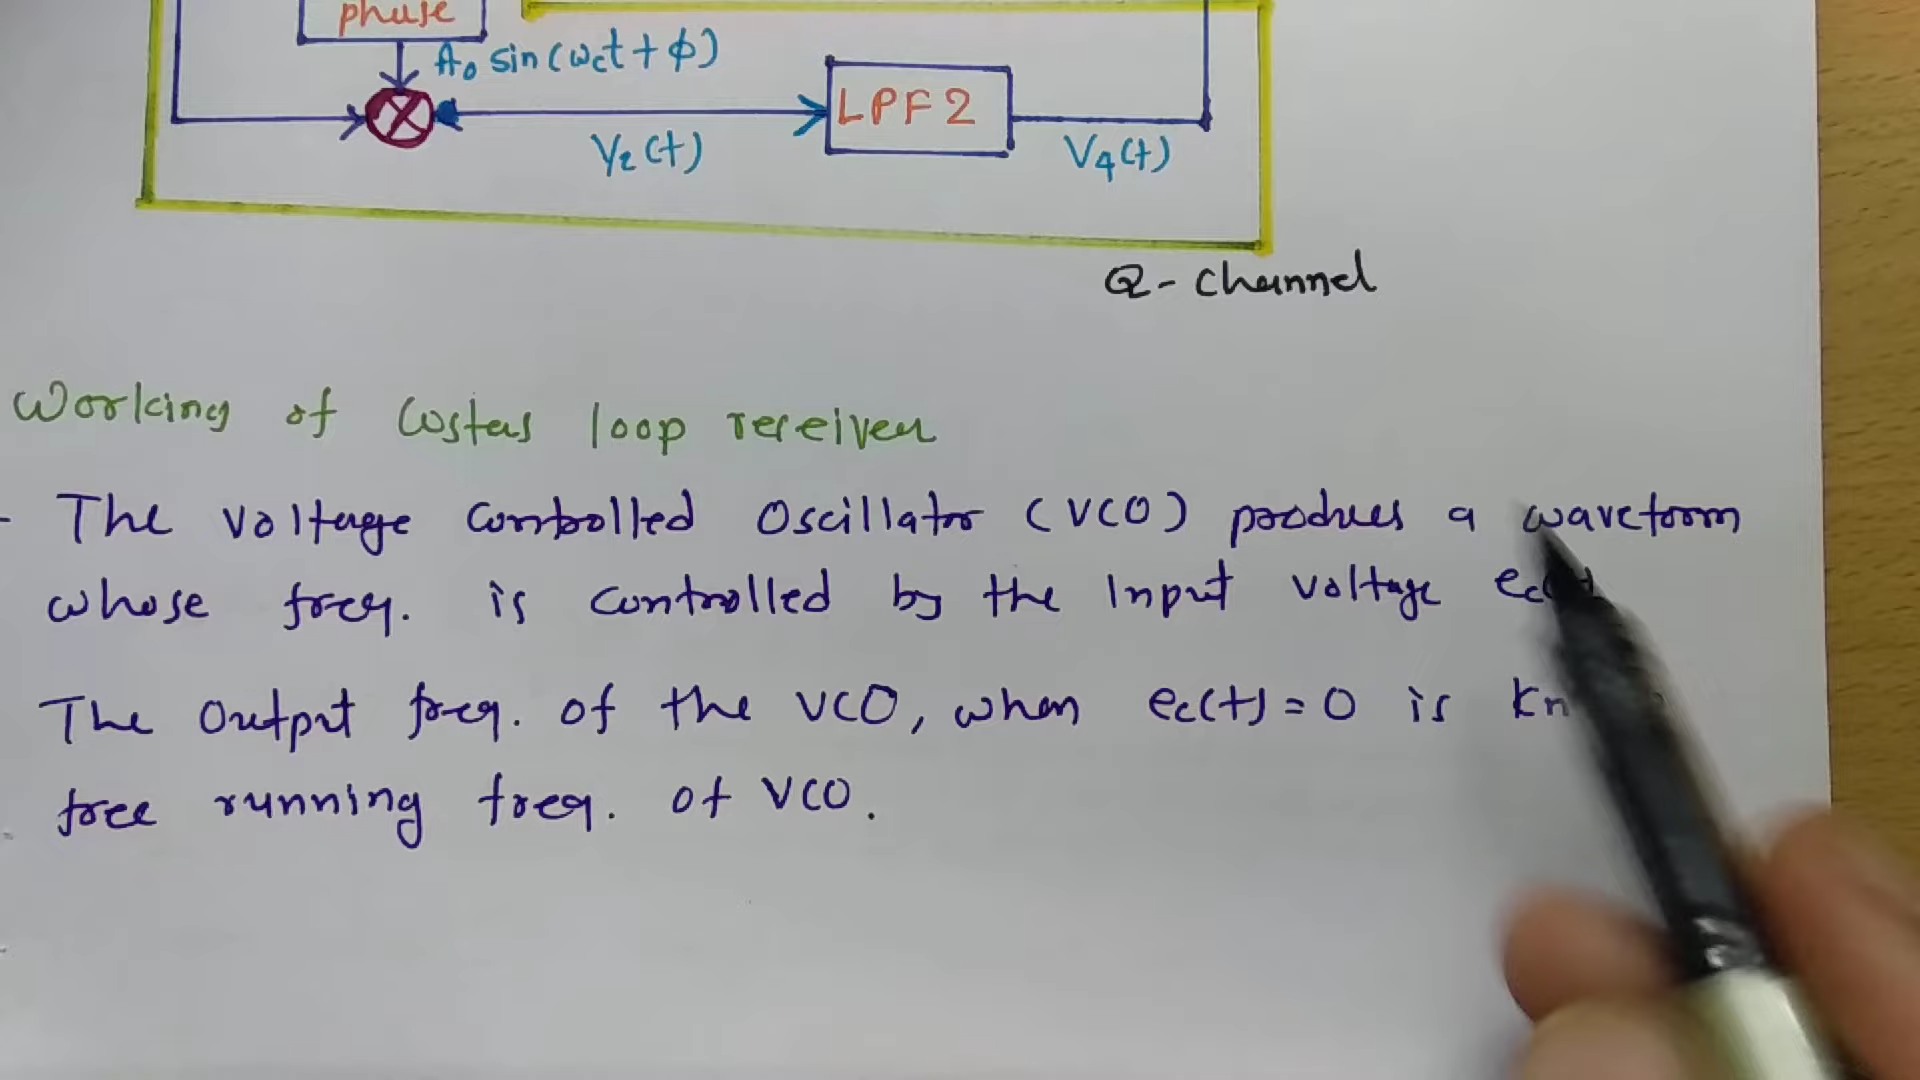 phase
A₀ sin(ωct + φ)
LPF 2
V₂(t)
V₄(t)
Q - Channel
Working of Costas loop receiver
- The Voltage Controlled Oscillator (VCO) produces a waveform
whose freq. is controlled by the Input voltage ec(t
The Output freq. of the VCO, when ec(t) = 0 is
free running freq. of VCO.